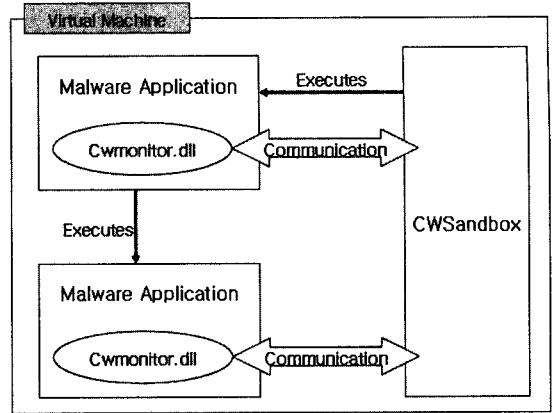 Virtual Machine
Malware Application
Executes
Cwmonitor.dll
Communication
Executes
CWSandbox
Malware Application
Cwmonitor.dll
Communication